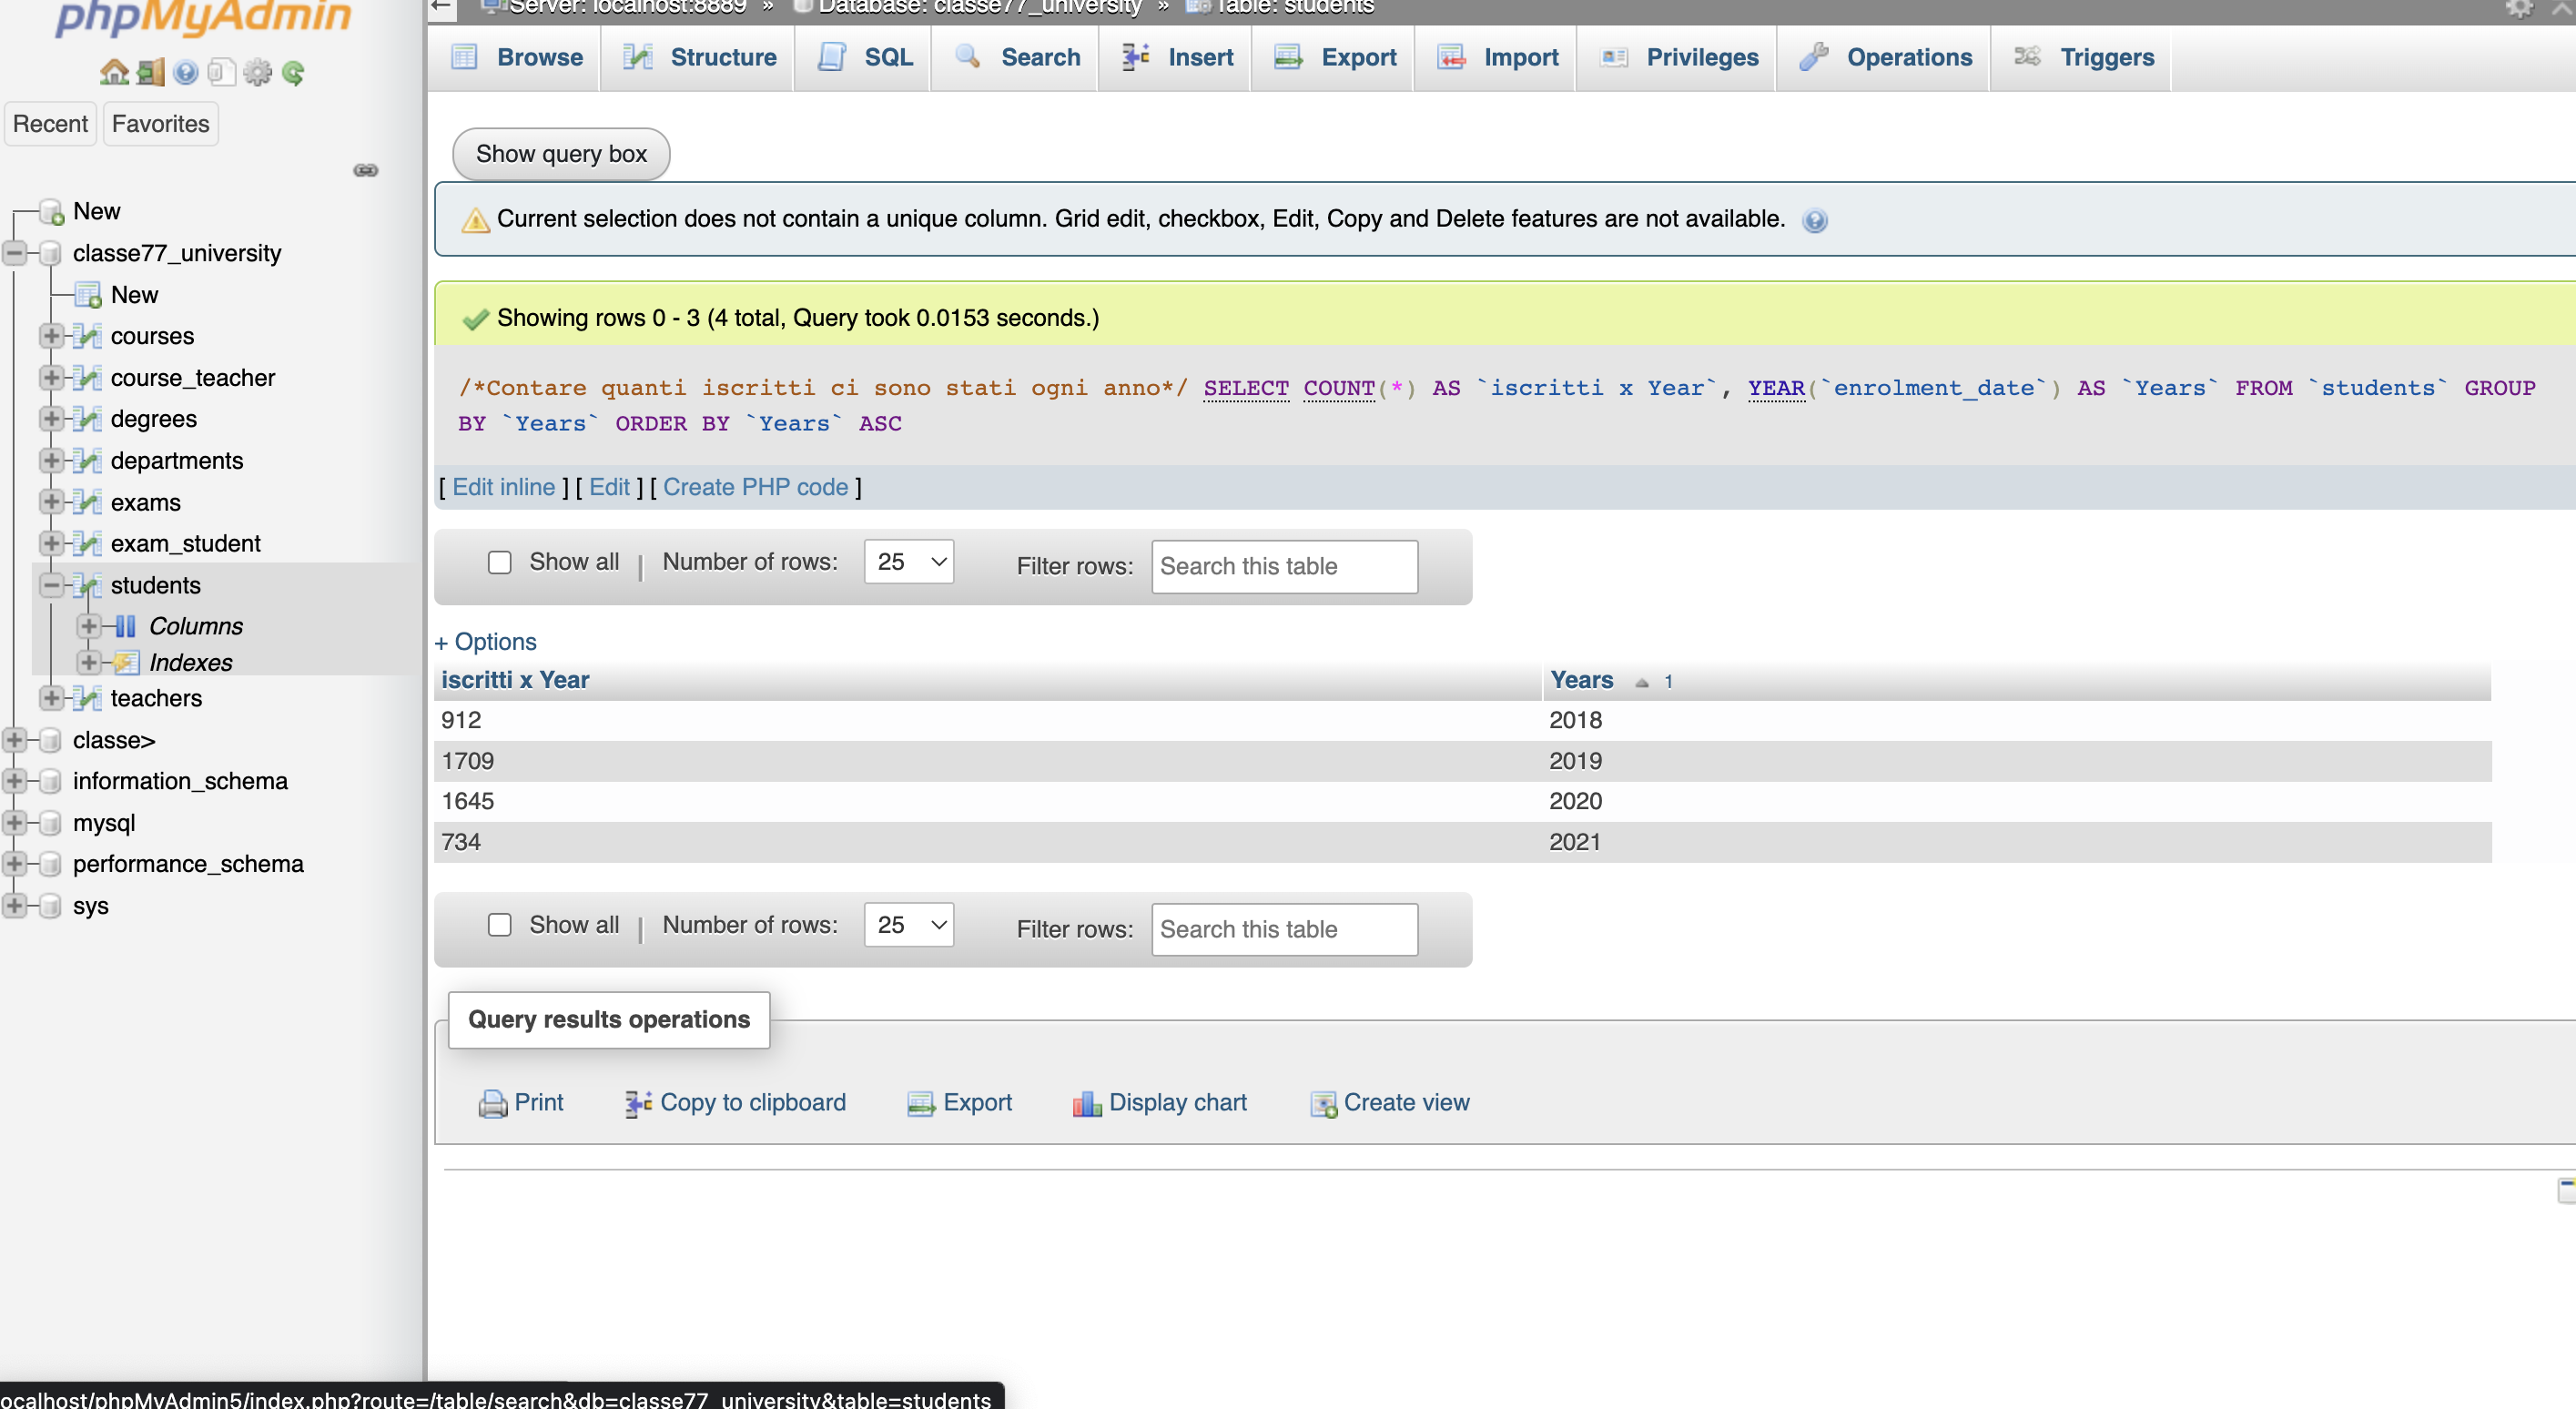 phpMyAdmin
Server: localhost:8889 » Database: classe77_university » Table: students
Browse Structure SQL Search Insert Export Import Privileges Operations Triggers
Recent Favorites
New
classe77_university
New
courses
course_teacher
degrees
departments
exams
exam_student
students
Columns
Indexes
teachers
classe>
information_schema
mysql
performance_schema
sys
Show query box
Current selection does not contain a unique column. Grid edit, checkbox, Edit, Copy and Delete features are not available.
Showing rows 0 - 3 (4 total, Query took 0.0153 seconds.)
/*Contare quanti iscritti ci sono stati ogni anno*/ SELECT COUNT(*) AS `iscritti x Year`, YEAR(`enrolment_date`) AS `Years` FROM `students` GROUP
BY `Years` ORDER BY `Years` ASC
[ Edit inline ] [ Edit ] [ Create PHP code ]
Show all | Number of rows: 25 Filter rows: Search this table
+ Options
iscritti x Year Years 1
912 2018
1709 2019
1645 2020
734 2021
Show all | Number of rows: 25 Filter rows: Search this table
Query results operations
Print Copy to clipboard Export Display chart Create view
ocalhost/phpMyAdmin5/index.php?route=/table/search&db=classe77_university&table=students